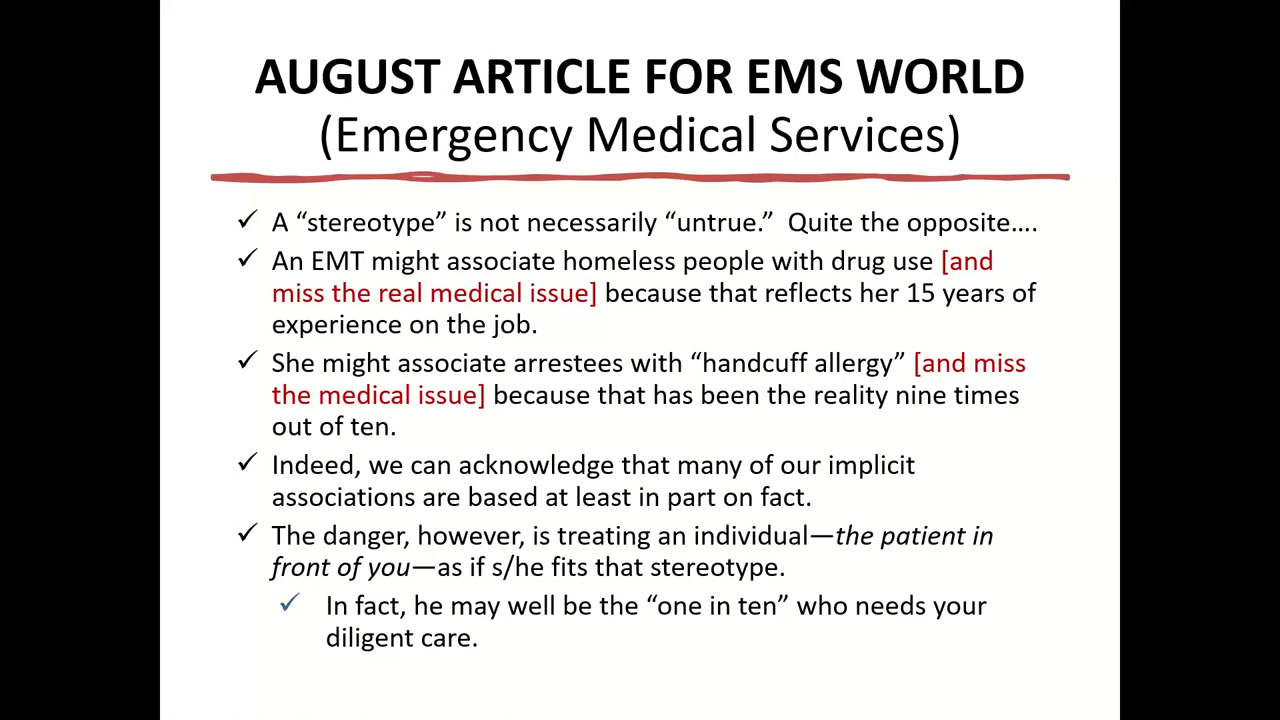 AUGUST ARTICLE FOR EMS WORLD
(Emergency Medical Services)
✓ A “stereotype” is not necessarily “untrue.”  Quite the opposite….
✓ An EMT might associate homeless people with drug use [and
miss the real medical issue] because that reflects her 15 years of
experience on the job.
✓ She might associate arrestees with “handcuff allergy” [and miss
the medical issue] because that has been the reality nine times
out of ten.
✓ Indeed, we can acknowledge that many of our implicit
associations are based at least in part on fact.
✓ The danger, however, is treating an individual—the patient in
front of you—as if s/he fits that stereotype.
✓ In fact, he may well be the “one in ten” who needs your
diligent care.